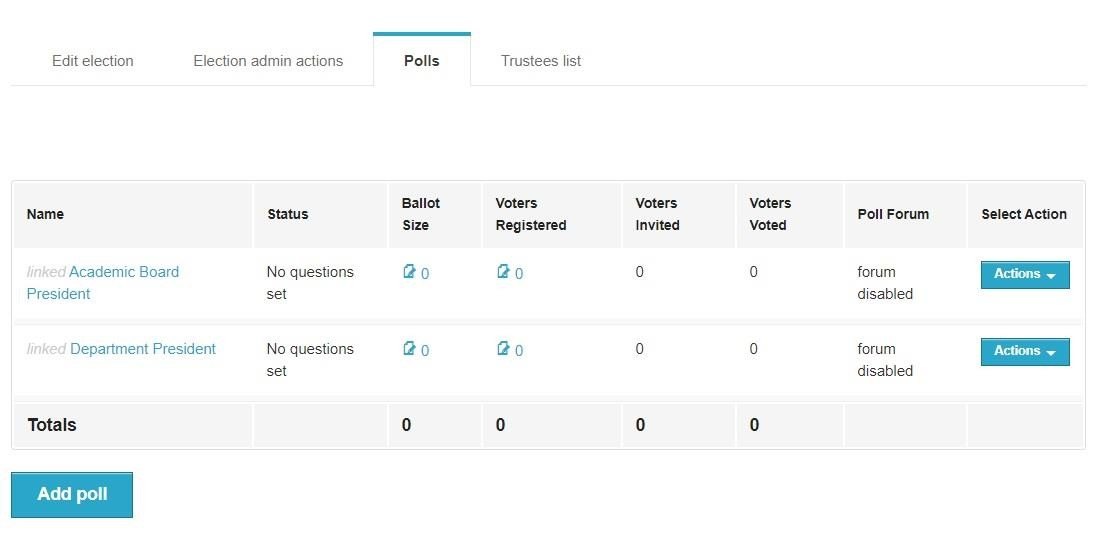 Edit election Election admin actions Polls Trustees list
Name Status Ballot Size Voters Registered Voters Invited Voters Voted Poll Forum Select Action
linked Academic Board President No questions set 0 0 0 0 forum disabled Actions
linked Department President No questions set 0 0 0 0 forum disabled Actions
Totals 0 0 0 0
Add poll